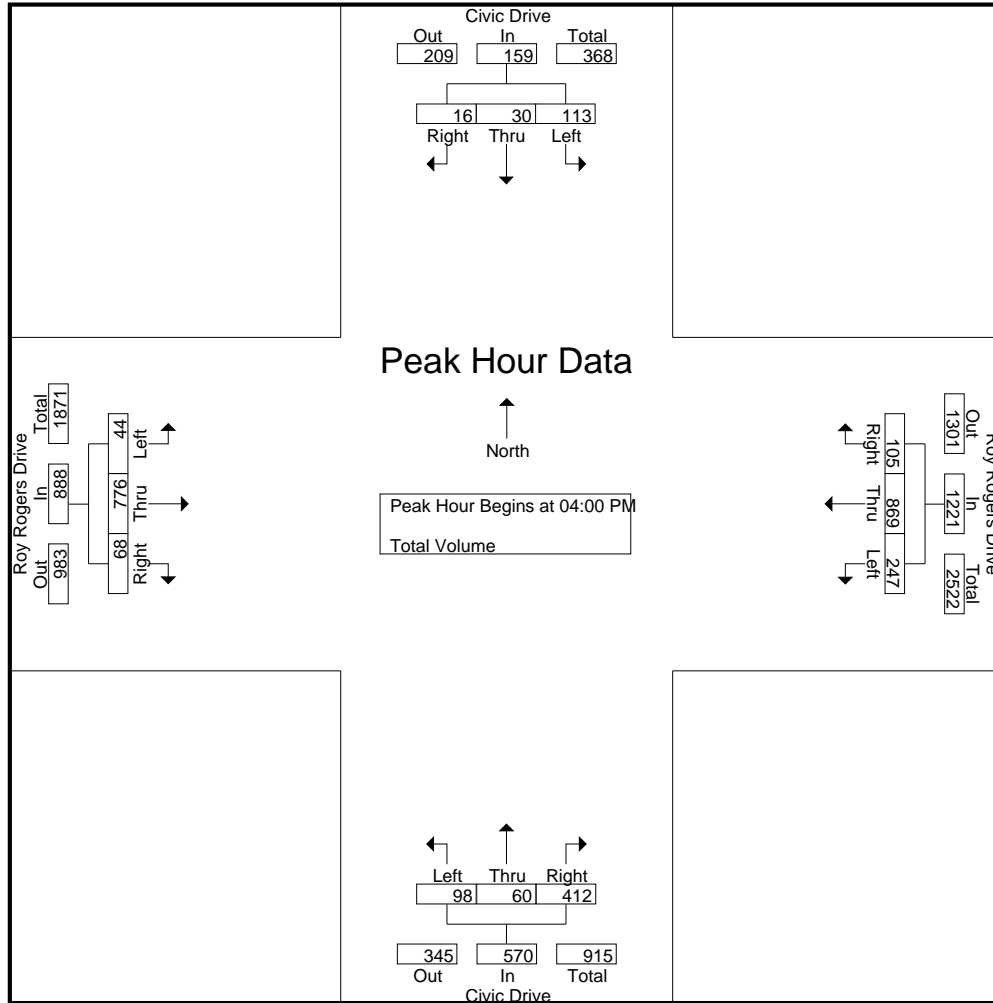 Civic Drive
Out In Total
209 159 368
16 30 113
Right Thru Left
Peak Hour Data
North
Peak Hour Begins at 04:00 PM
Total Volume
Roy Rogers Drive
Total In Out
1871 888 983
44 776 68
Left Thru Right
Roy Rogers Drive
Out In Total
1301 1221 2522
105 869 247
Right Thru Left
Left Thru Right
98 60 412
345 570 915
Out In Total
Civic Drive